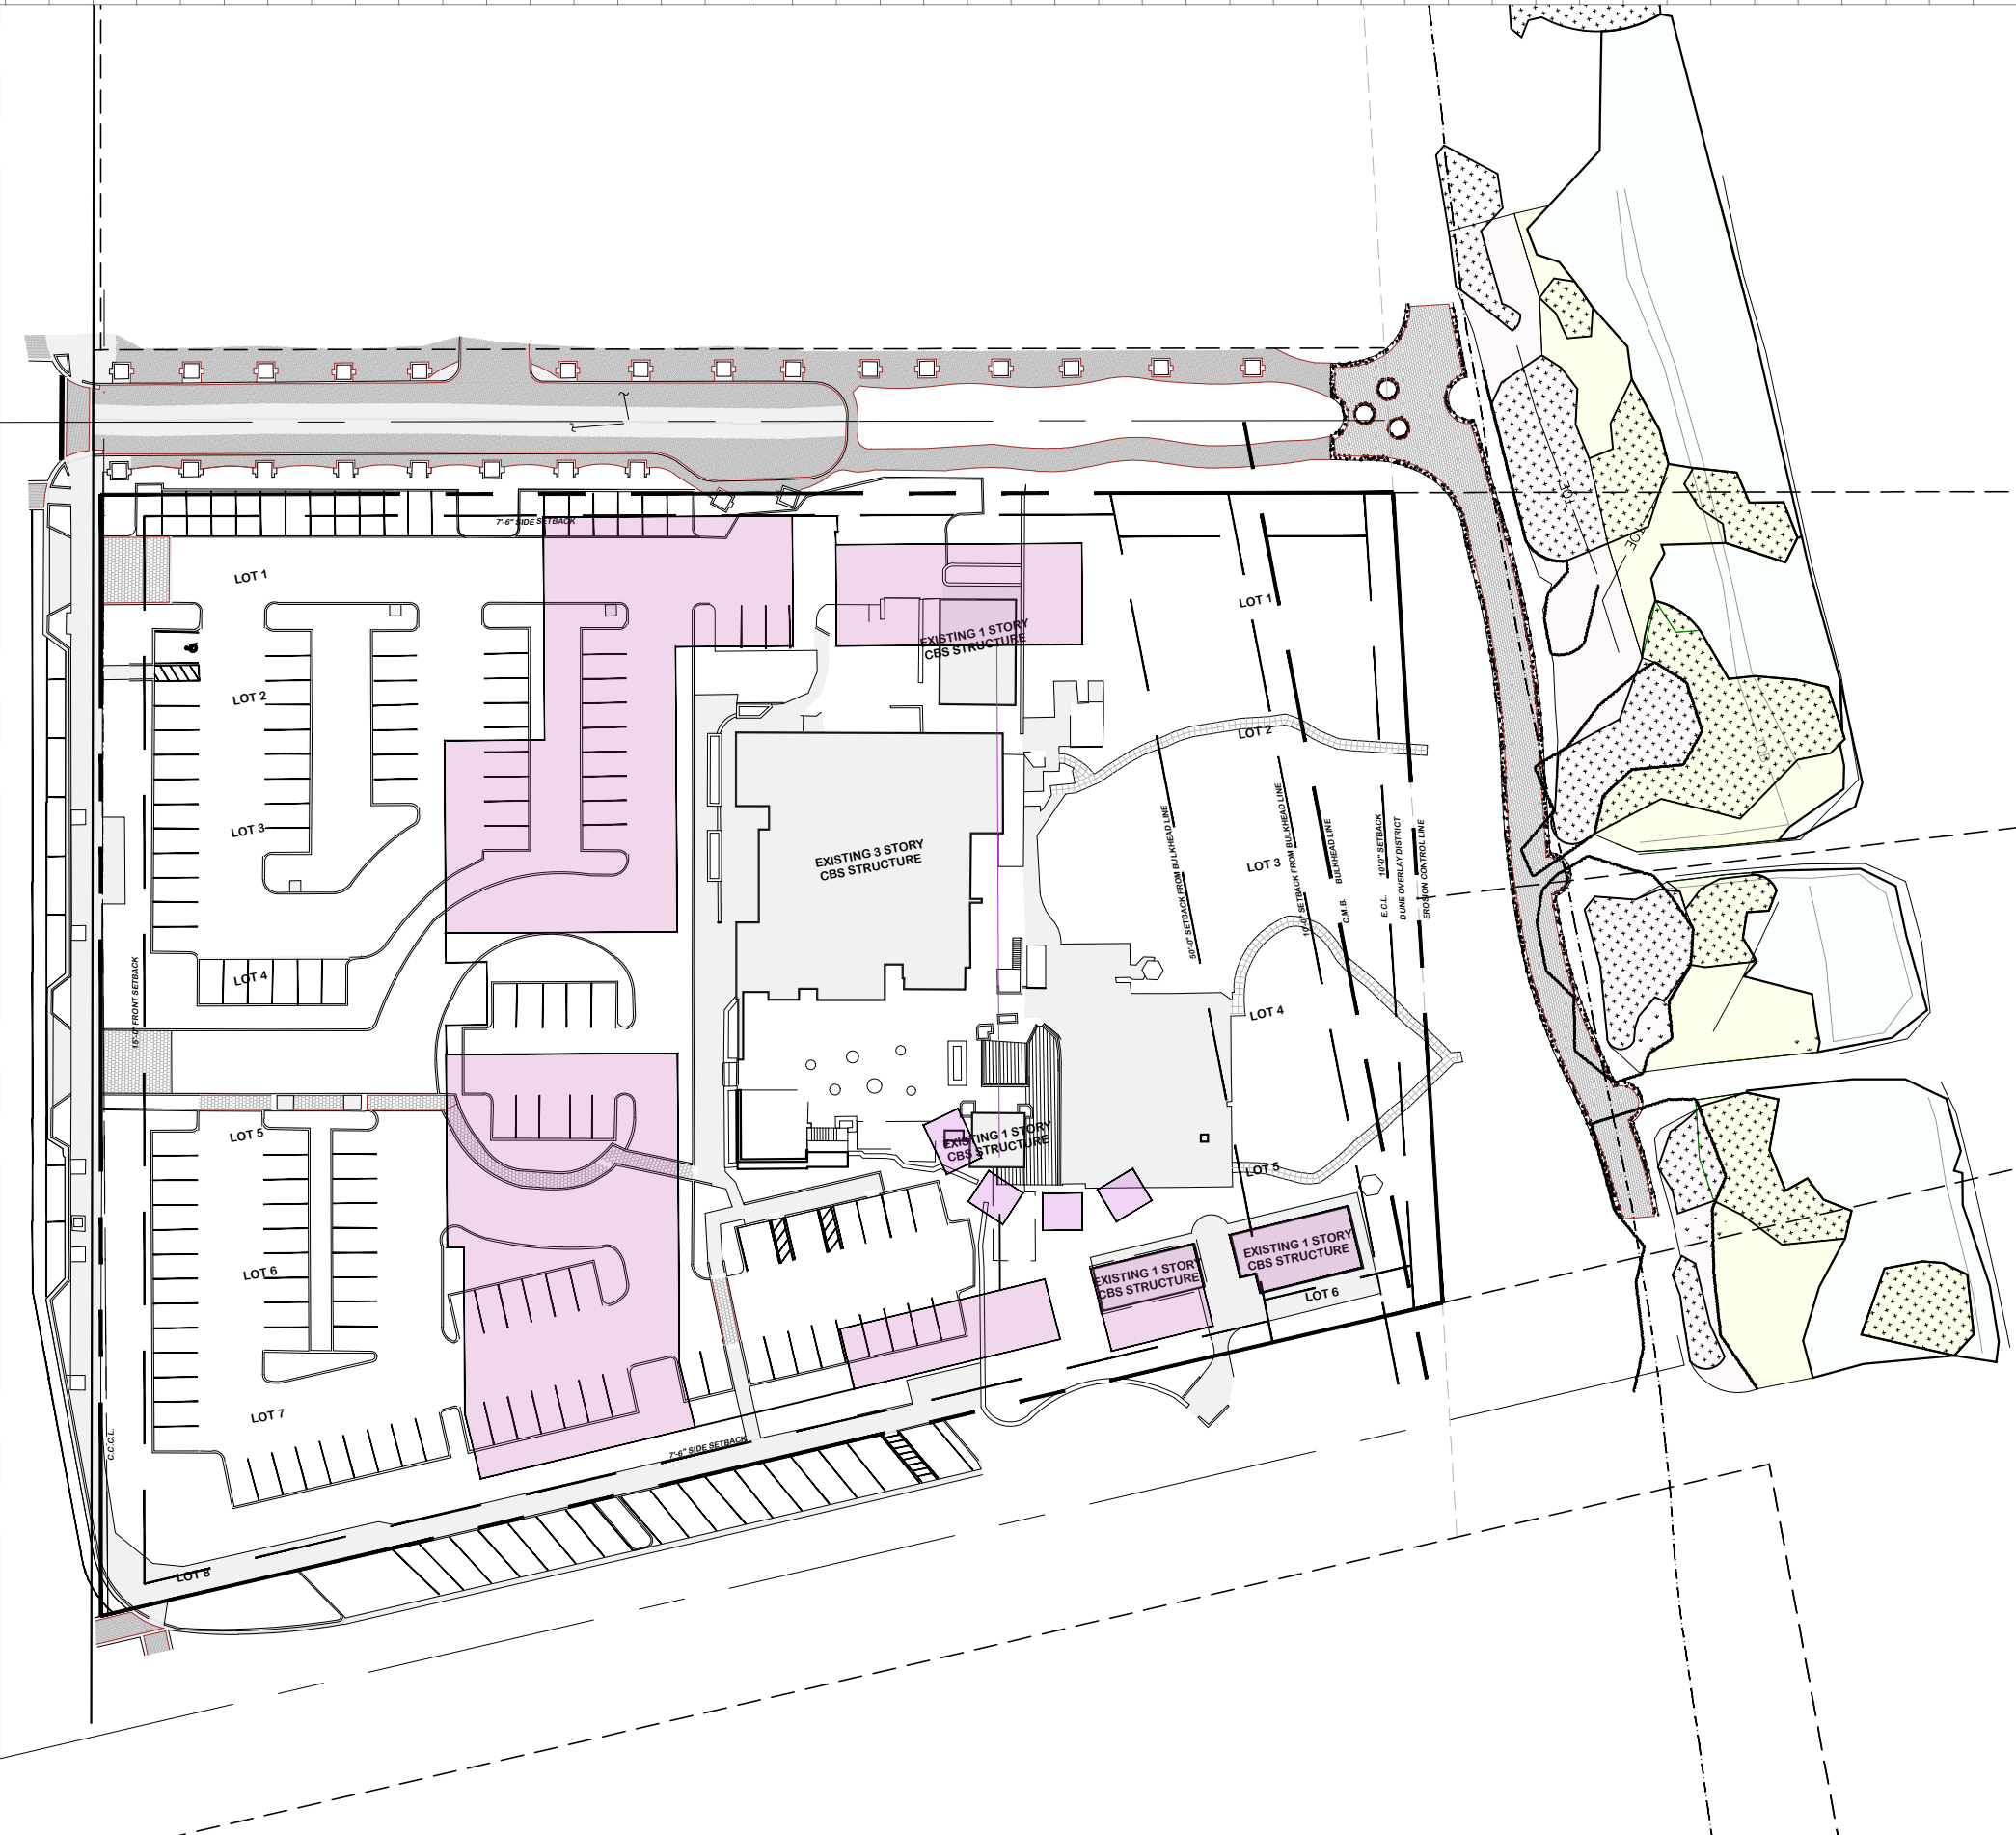 7'-6" SIDE SETBACK
LOT 1
LOT 1
EXISTING 1 STORY
CBS STRUCTURE
LOT 2
LOT 2
LOT 3
EXISTING 3 STORY
CBS STRUCTURE
LOT 3
50'-0" SETBACK FROM BULKHEAD LINE
10'-0" SETBACK FROM BULKHEAD LINE
C.M.B. BULKHEAD LINE
E.C.L. 10'-0" SETBACK
DUNE OVERLAY DISTRICT
EROSION CONTROL LINE
TOE
TOE
TOB
LOT 4
LOT 4
15'-0" FRONT SETBACK
LOT 5
EXISTING 1 STORY
CBS STRUCTURE
LOT 5
LOT 6
EXISTING 1 STORY
CBS STRUCTURE
EXISTING 1 STORY
CBS STRUCTURE
LOT 6
LOT 7
C.C.C.L.
7'-6" SIDE SETBACK
LOT 8